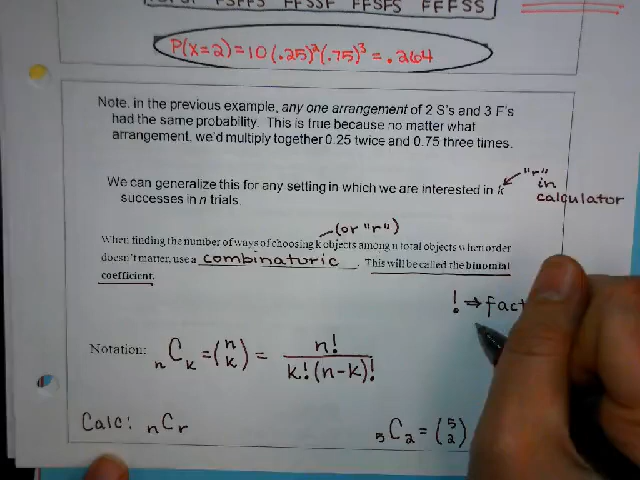 FSFFS FFSSF FFSFS FFFSS
P(X=2) = 10(.25)²(.75)³ = .264
Note, in the previous example, any one arrangement of 2 S's and 3 F's
had the same probability. This is true because no matter what
arrangement, we'd multiply together 0.25 twice and 0.75 three times.
"r"
We can generalize this for any setting in which we are interested in k
in
successes in n trials.
calculator
(or "r")
When finding the number of ways of choosing k objects among n total objects when order
doesn't matter, use a combinatoric. This will be called the binomial
coefficient.
! ⇒ fact
Notation: nCk = (n k) = n! / k!(n-k)!
Calc: nCr
5C2 = (5 2)